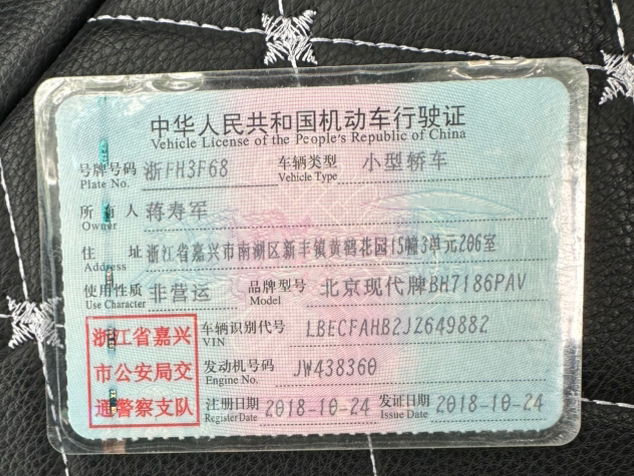 中华人民共和国机动车行驶证
Vehicle License of the People's Republic of China
号牌号码 浙FH3F68 车辆类型 小型轿车
Plate No. Vehicle Type
所有人 蒋寿军
Owner
住址 浙江省嘉兴市南湖区新丰镇黄鹤花园15幢3单元206室
Address
使用性质 非营运 品牌型号 北京现代牌BH7186PAV
Use Character Model
浙江省嘉兴
市公安局交
通警察支队
车辆识别代号 LBECFAHB2JZ649882
VIN
发动机号码 JW438360
Engine No.
注册日期 2018-10-24 发证日期 2018-10-24
Register Date Issue Date